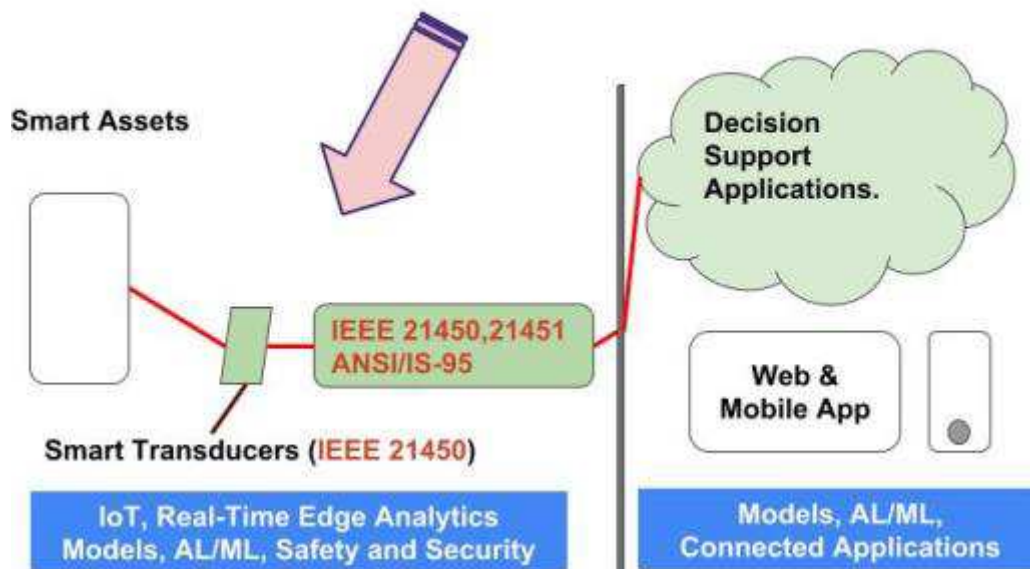 Smart Assets
Decision
Support
Applications.
IEEE 21450,21451
ANSI/IS-95
Web &
Mobile App
Smart Transducers (IEEE 21450)
IoT, Real-Time Edge Analytics
Models, AL/ML, Safety and Security
Models, AL/ML,
Connected Applications